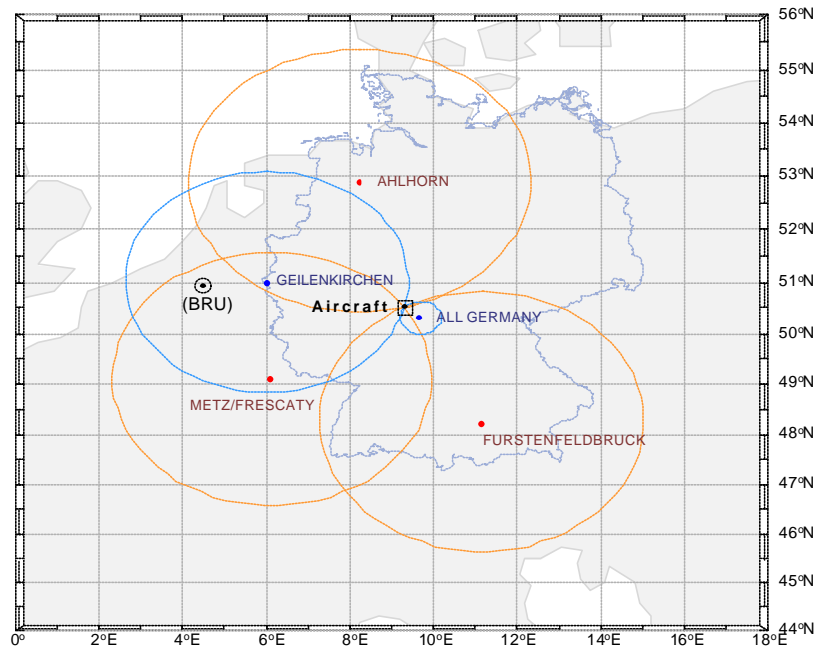 56ºN
55ºN
54ºN
53ºN
AHLHORN
52ºN
51ºN
GEILENKIRCHEN
(BRU)
Aircraft
ALL GERMANY
50ºN
49ºN
METZ/FRESCATY
FURSTENFELDBRUCK
48ºN
47ºN
46ºN
45ºN
44ºN
0º
2ºE
4ºE
6ºE
8ºE
10ºE
12ºE
14ºE
16ºE
18ºE